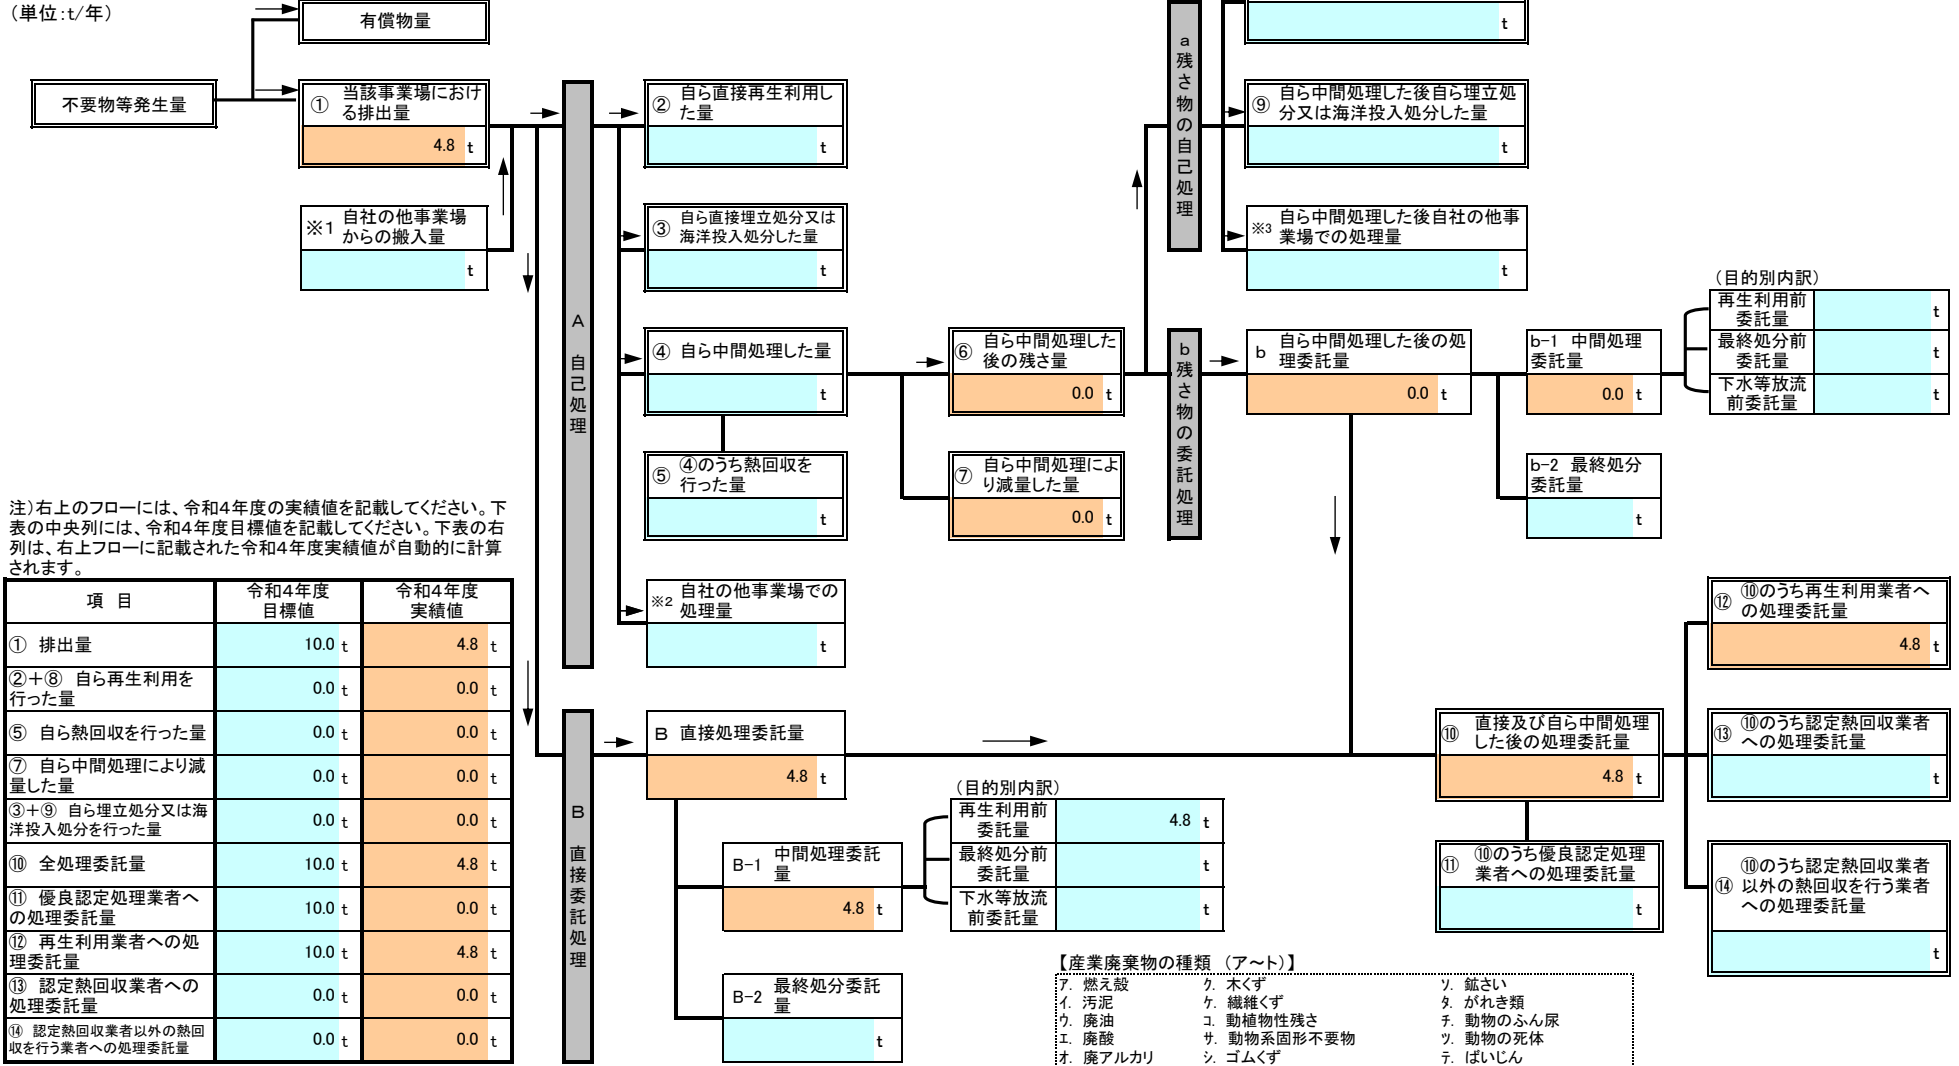 (単位:t/年)
有償物量
t
不要物等発生量
① 当該事業場におけ
る排出量
4.8 t
※1 自社の他事業場
からの搬入量
t
A 自己処理
② 自ら直接再生利用し
た量
t
③ 自ら直接埋立処分又は
海洋投入処分した量
t
④ 自ら中間処理した量
t
⑤ ④のうち熱回収を
行った量
t
※2 自社の他事業場での
処理量
t
⑥ 自ら中間処理した
後の残さ量
0.0 t
⑦ 自ら中間処理によ
り減量した量
0.0 t
a 残さ物の自己処理
⑨ 自ら中間処理した後自ら埋立処
分又は海洋投入処分した量
t
※3 自ら中間処理した後自社の他事
業場での処理量
t
b 残さ物の委託処理
b 自ら中間処理した後の処
理委託量
0.0 t
b-1 中間処理
委託量
0.0 t
b-2 最終処分
委託量
t
(目的別内訳)
再生利用前
委託量
t
最終処分前
委託量
t
下水等放流
前委託量
t
注)右上のフローには、令和4年度の実績値を記載してください。下
表の中央列には、令和4年度目標値を記載してください。下表の右
列は、右上フローに記載された令和4年度実績値が自動的に計算
されます。
項 目 令和4年度
目標値 令和4年度
実績値
① 排出量 10.0 t 4.8 t
②+⑧ 自ら再生利用を
行った量 0.0 t 0.0 t
⑤ 自ら熱回収を行った量 0.0 t 0.0 t
⑦ 自ら中間処理により減
量した量 0.0 t 0.0 t
③+⑨ 自ら埋立処分又は海
洋投入処分を行った量 0.0 t 0.0 t
⑩ 全処理委託量 10.0 t 4.8 t
⑪ 優良認定処理業者へ
の処理委託量 10.0 t 0.0 t
⑫ 再生利用業者への処
理委託量 10.0 t 4.8 t
⑬ 認定熱回収業者への
処理委託量 0.0 t 0.0 t
⑭ 認定熱回収業者以外の熱回
収を行う業者への処理委託量 0.0 t 0.0 t
B 直接委託処理
B 直接処理委託量
4.8 t
B-1 中間処理委託
量
4.8 t
B-2 最終処分委託
量
t
(目的別内訳)
再生利用前
委託量
4.8 t
最終処分前
委託量
t
下水等放流
前委託量
t
⑩ 直接及び自ら中間処理
した後の処理委託量
4.8 t
⑪ ⑩のうち優良認定処理
業者への処理委託量
t
⑫ ⑩のうち再生利用業者へ
の処理委託量
4.8 t
⑬ ⑩のうち認定熱回収業者
への処理委託量
t
⑭ ⑩のうち認定熱回収業者
以外の熱回収を行う業者
への処理委託量
t
【産業廃棄物の種類 (ア~ト)】
ア. 燃え殻 ク. 木くず ソ. 鉱さい
イ. 汚泥 ケ. 繊維くず タ. がれき類
ウ. 廃油 コ. 動植物性残さ チ. 動物のふん尿
エ. 廃酸 サ. 動物系固形不要物 ツ. 動物の死体
オ. 廃アルカリ シ. ゴムくず テ. ばいじん